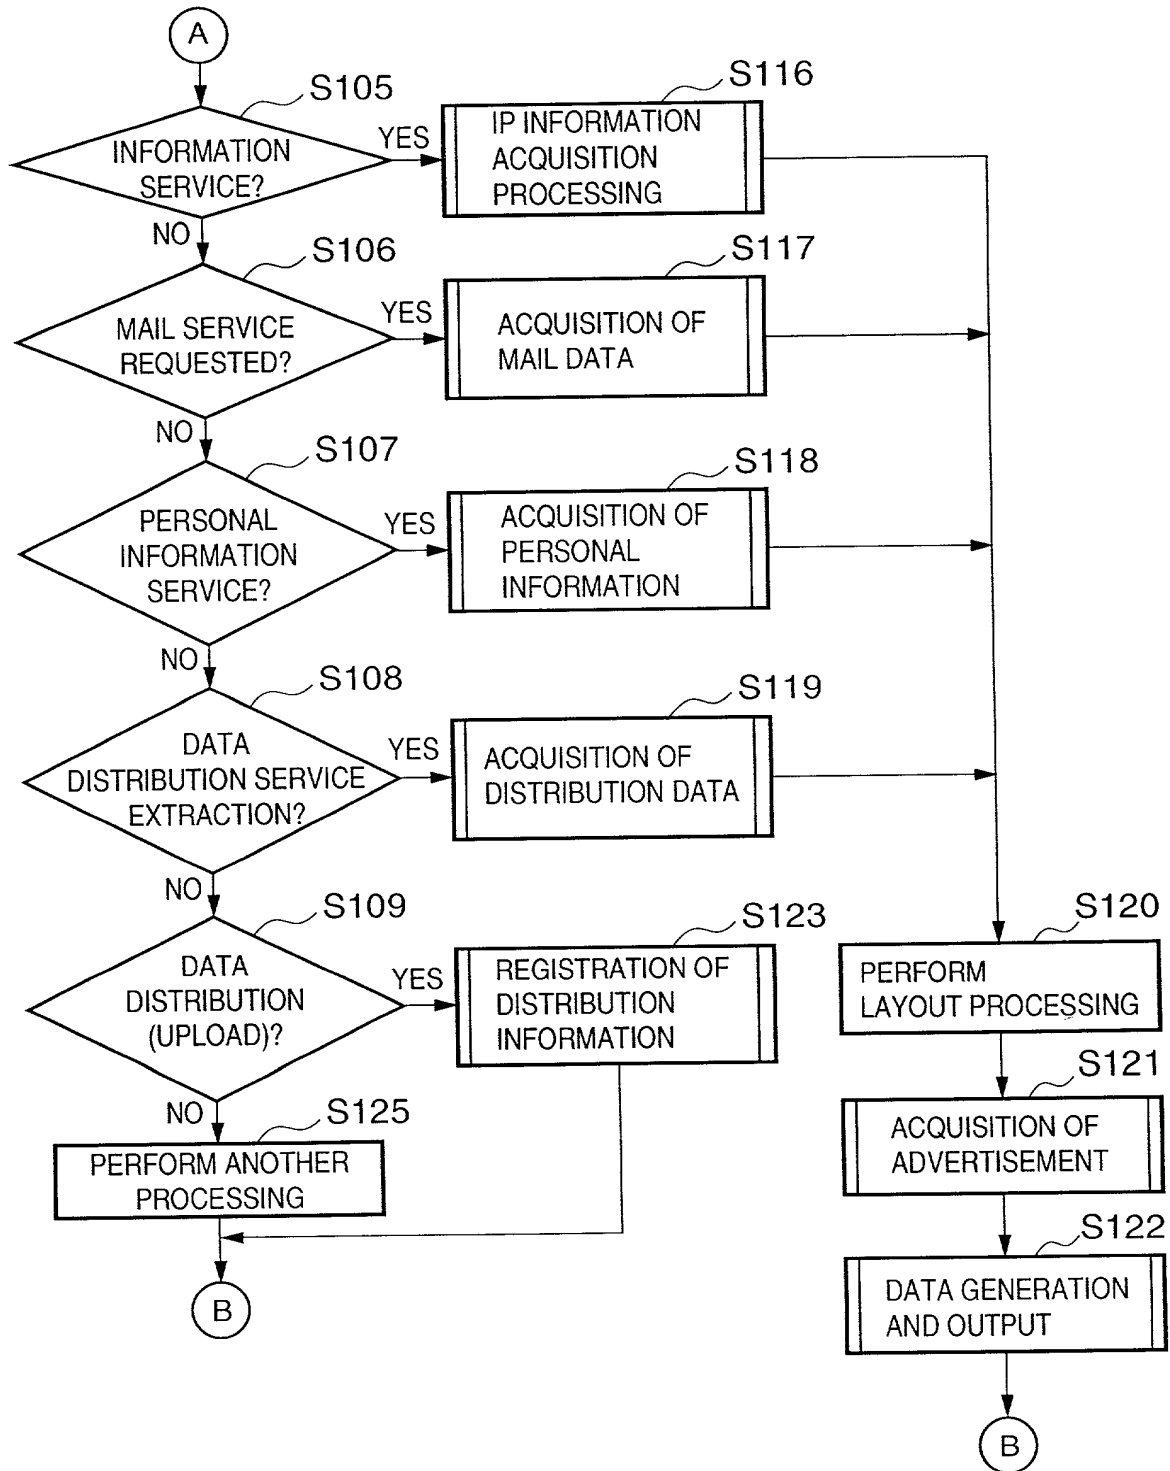 A
S105
INFORMATION
SERVICE?
YES
S116
IP INFORMATION
ACQUISITION
PROCESSING
NO
S106
MAIL SERVICE
REQUESTED?
YES
S117
ACQUISITION OF
MAIL DATA
NO
S107
PERSONAL
INFORMATION
SERVICE?
YES
S118
ACQUISITION OF
PERSONAL
INFORMATION
NO
S108
DATA
DISTRIBUTION SERVICE
EXTRACTION?
YES
S119
ACQUISITION OF
DISTRIBUTION DATA
NO
S109
DATA
DISTRIBUTION
(UPLOAD)?
YES
S123
REGISTRATION OF
DISTRIBUTION
INFORMATION
NO
S125
PERFORM ANOTHER
PROCESSING
B
S120
PERFORM
LAYOUT PROCESSING
S121
ACQUISITION OF
ADVERTISEMENT
S122
DATA GENERATION
AND OUTPUT
B